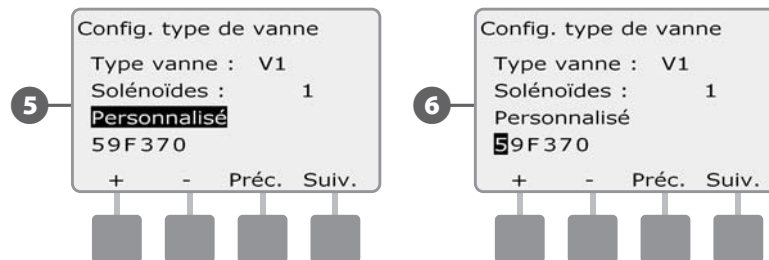 Config. type de vanne
Type vanne : V1
Solénoïdes : 1
Personnalisé
59F370
+ - Préc. Suiv.
5
Config. type de vanne
Type vanne : V1
Solénoïdes : 1
Personnalisé
59F370
+ - Préc. Suiv.
6